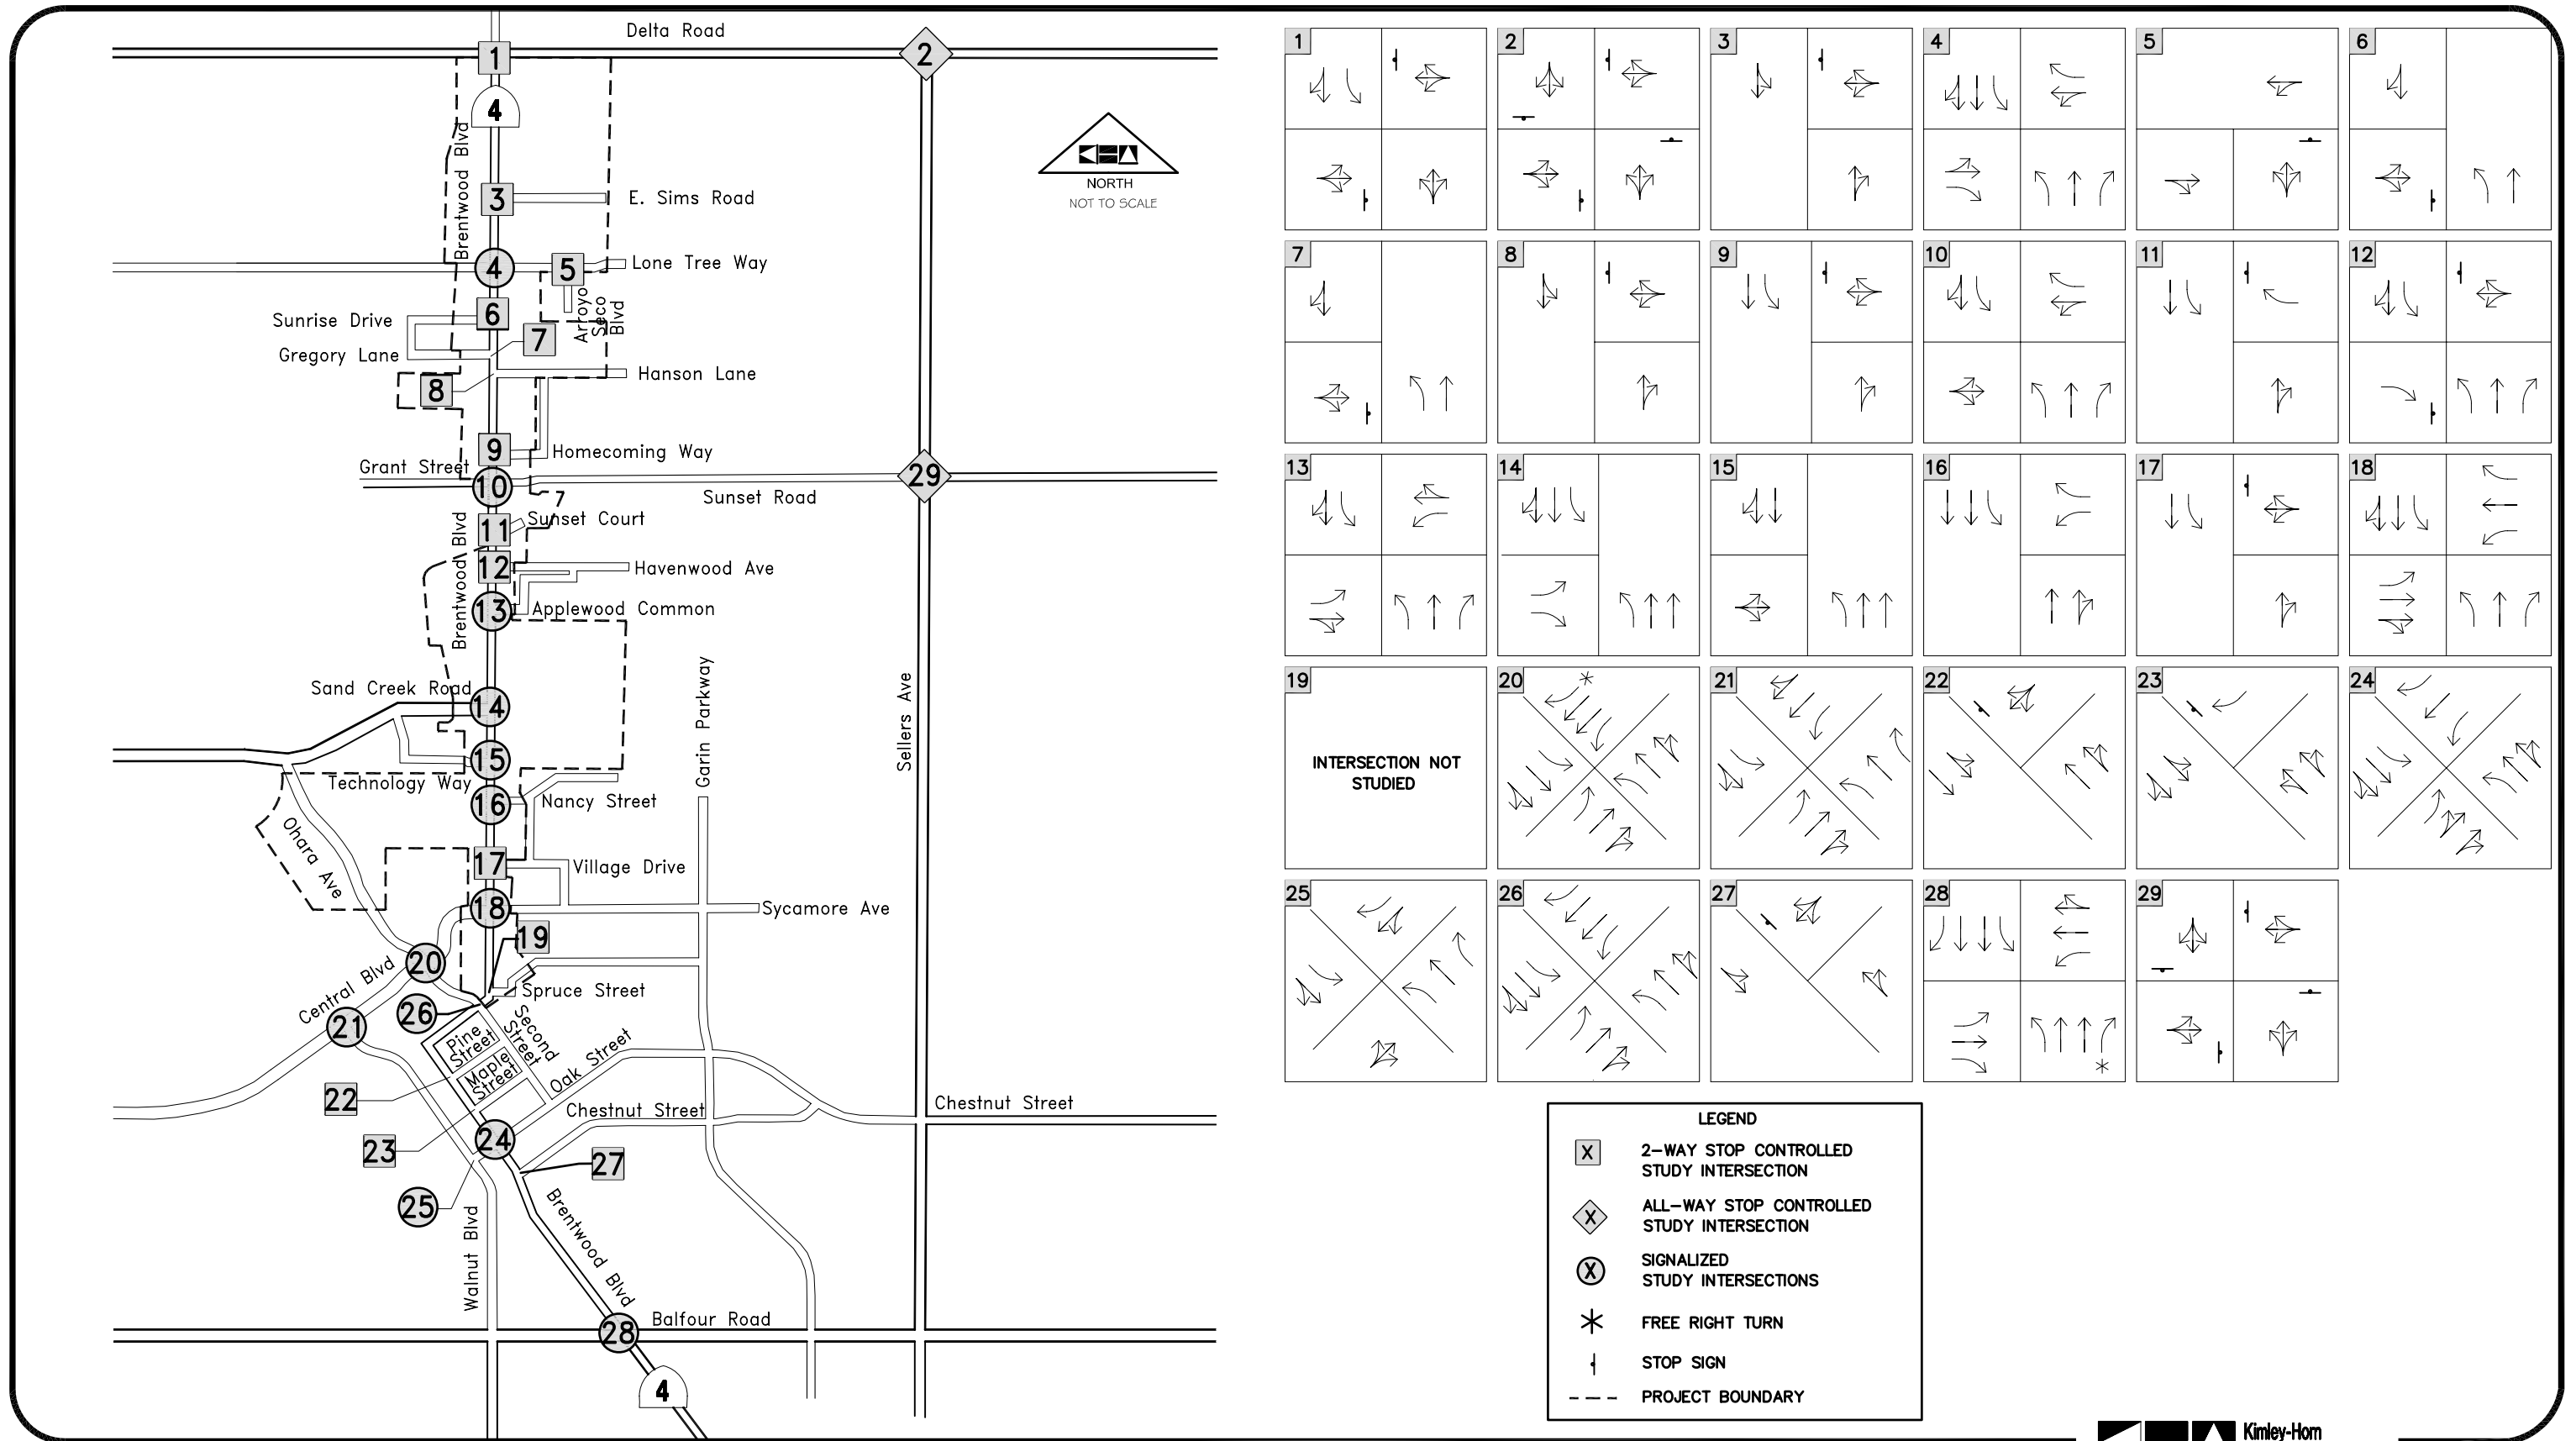 Delta Road
1
2
4
Brentwood Blvd
3
E. Sims Road
NORTH
NOT TO SCALE
4
5
Lone Tree Way
Arroyo
Seco
Blvd
6
Sunrise Drive
7
Gregory Lane
Hanson Lane
8
9
Homecoming Way
Grant Street
10
29
Sunset Road
11
Sunset Court
Brentwood Blvd
12
Havenwood Ave
13
Applewood Common
Garin Parkway
Sellers Ave
Sand Creek Road
14
15
Technology Way
16
Nancy Street
Ohara Ave
17
Village Drive
18
Sycamore Ave
19
20
Central Blvd
Spruce Street
26
21
Second
Street
Pine
Street
Maple
Street
Oak Street
22
Chestnut Street
Chestnut Street
23
24
27
25
Walnut Blvd
Brentwood Blvd
Balfour Road
28
4
1
2
3
4
5
6
7
8
9
10
11
12
13
14
15
16
17
18
19
INTERSECTION NOT
STUDIED
20
21
22
23
24
25
26
27
28
29
LEGEND
X
2-WAY STOP CONTROLLED
STUDY INTERSECTION
X
ALL-WAY STOP CONTROLLED
STUDY INTERSECTION
X
SIGNALIZED
STUDY INTERSECTIONS
FREE RIGHT TURN
STOP SIGN
PROJECT BOUNDARY
Kimley-Horn